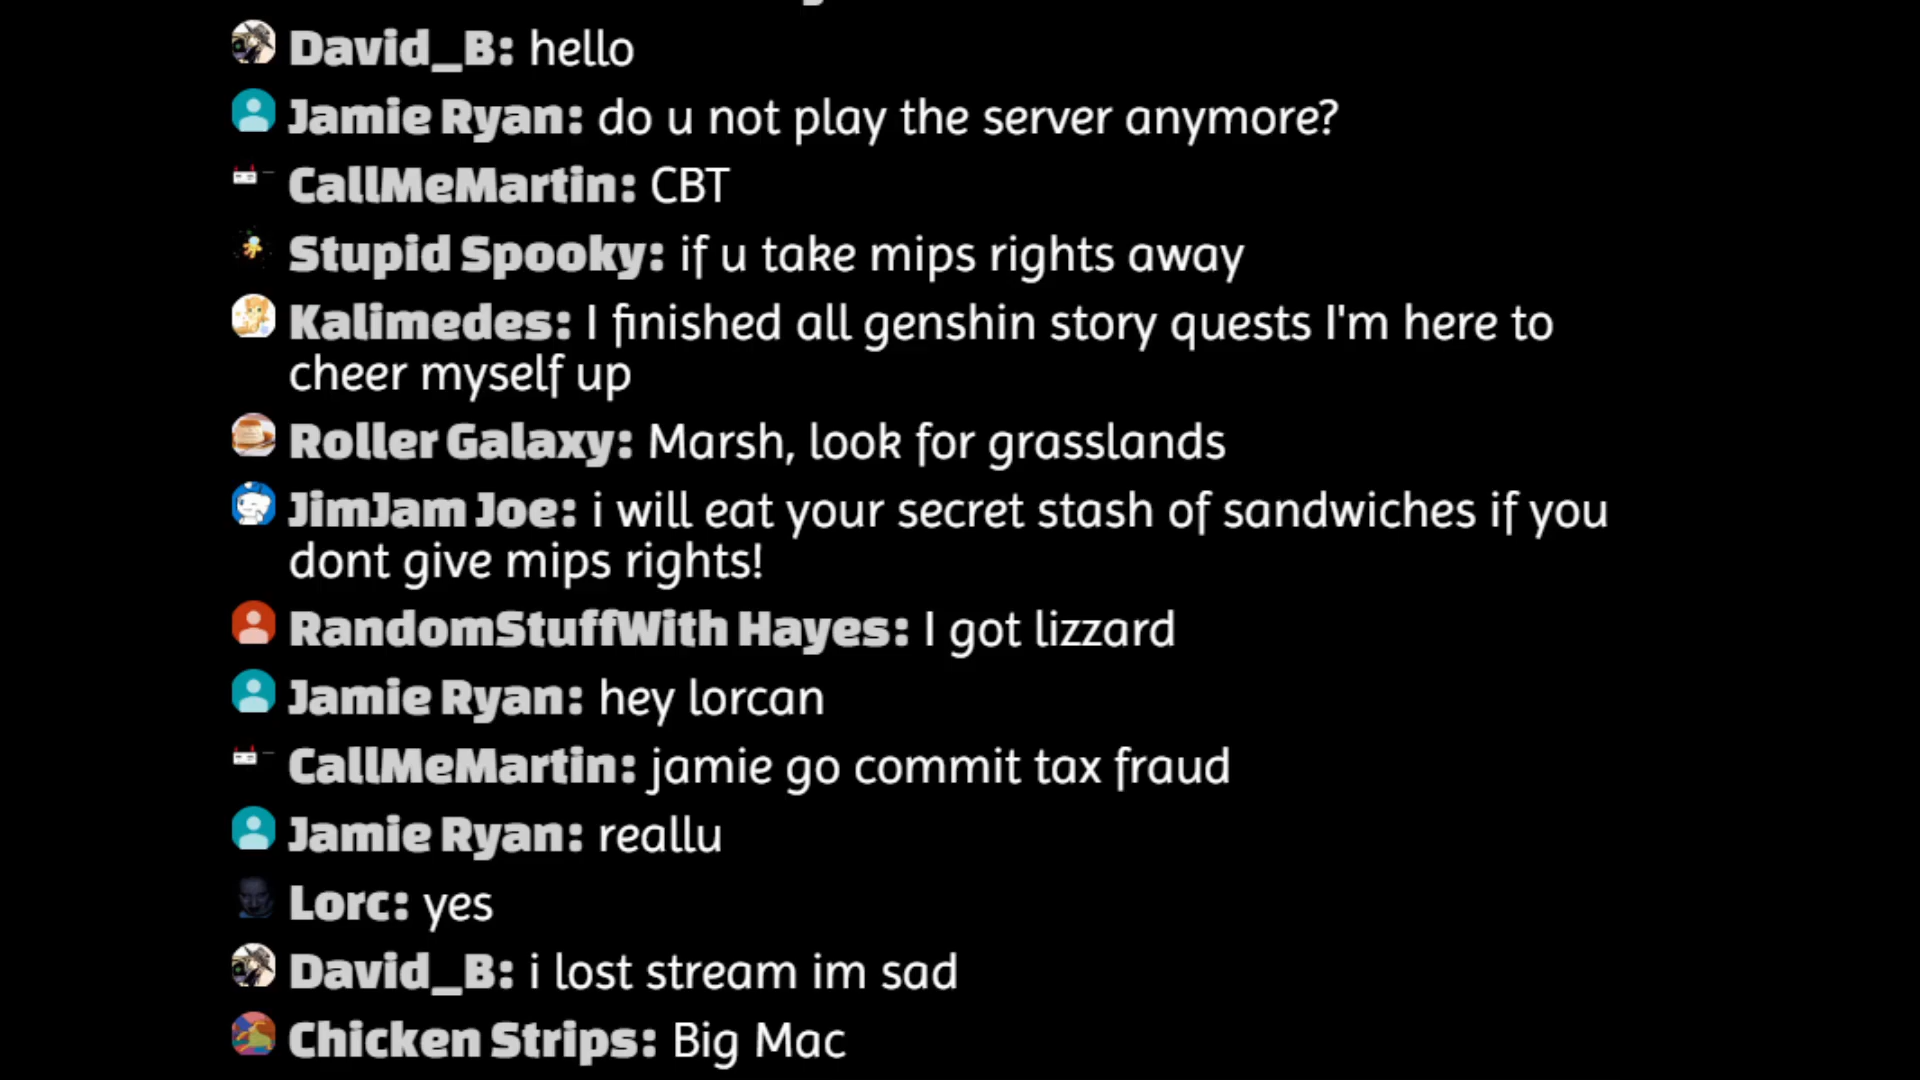 David_B: hello
Jamie Ryan: do u not play the server anymore?
CallMeMartin: CBT
Stupid Spooky: if u take mips rights away
Kalimedes: I finished all genshin story quests I'm here to
cheer myself up
Roller Galaxy: Marsh, look for grasslands
JimJam Joe: i will eat your secret stash of sandwiches if you
dont give mips rights!
RandomStuffWith Hayes: I got lizzard
Jamie Ryan: hey lorcan
CallMeMartin: jamie go commit tax fraud
Jamie Ryan: reallu
Lorc: yes
David_B: i lost stream im sad
Chicken Strips: Big Mac